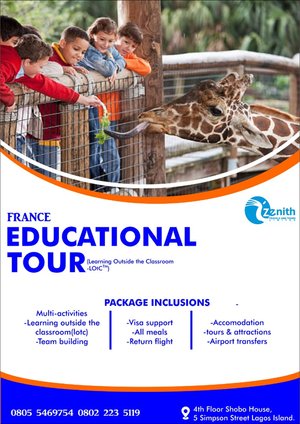 Zenith
FRANCE
EDUCATIONAL
TOUR
(Learning Outside the Classroom
-LOtC™)
PACKAGE INCLUSIONS
Multi-activities
-Learning outside the
classroom(lotc)
-Team building
-Visa support
-All meals
-Return flight
-Accomodation
-tours & attractions
-Airport transfers
0805 5469754 0802 223 5119
4th Floor Shobo House,
5 Simpson Street Lagos Island.